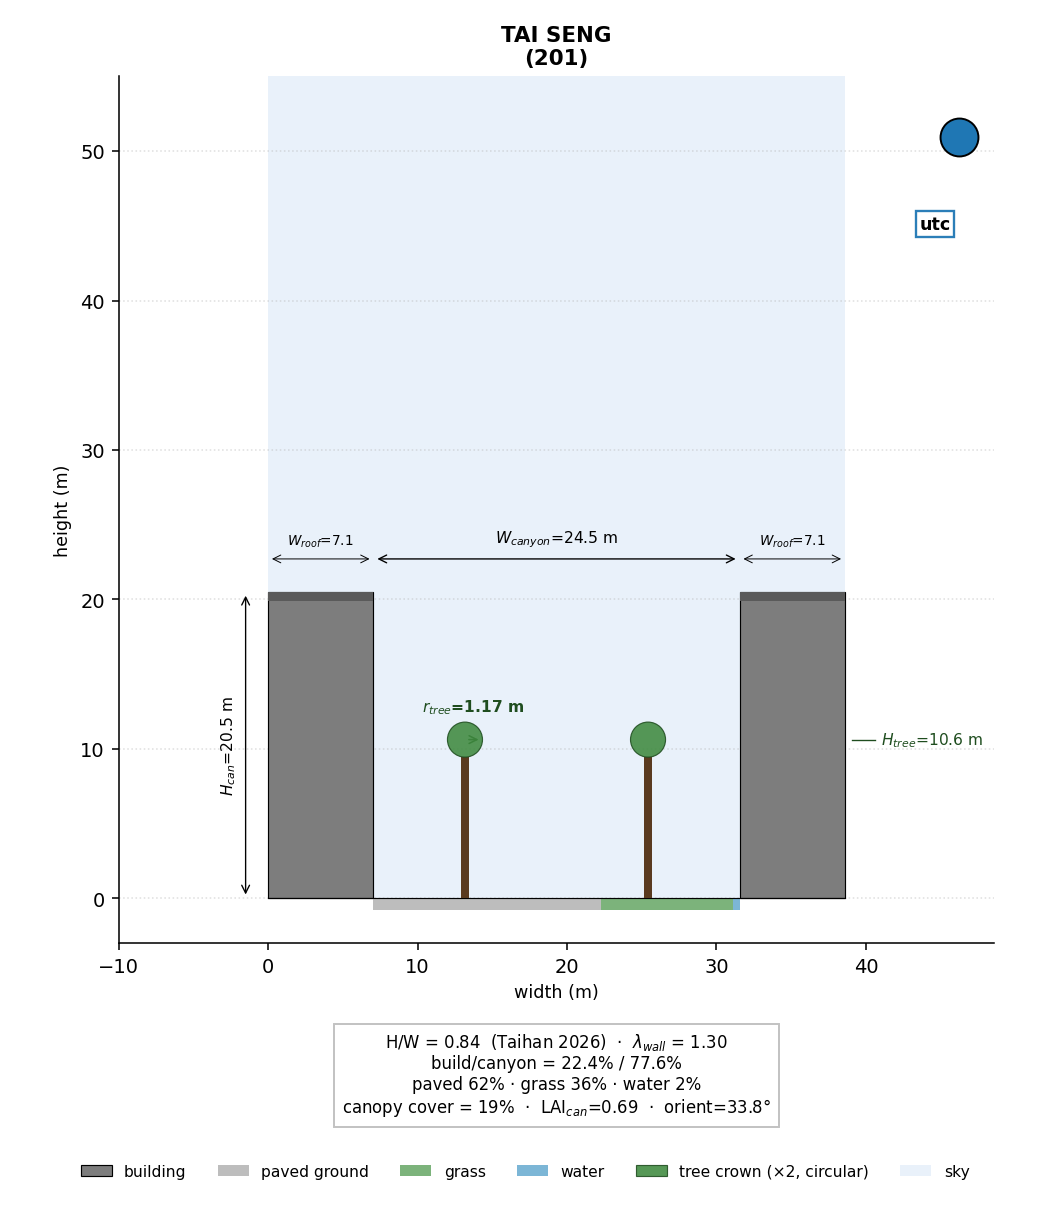 TAI SENG
(201)
50
utc
40
30
W_roof=7.1
W_canyon=24.5 m
W_roof=7.1
20
r_tree=1.17 m
H_can=20.5 m
10
H_tree=10.6 m
0
height (m)
−10 0 10 20 30 40
width (m)
H/W = 0.84 (Taihan 2026) · λ_wall = 1.30
build/canyon = 22.4% / 77.6%
paved 62% · grass 36% · water 2%
canopy cover = 19% · LAI_can=0.69 · orient=33.8°
building paved ground grass water tree crown (×2, circular) sky